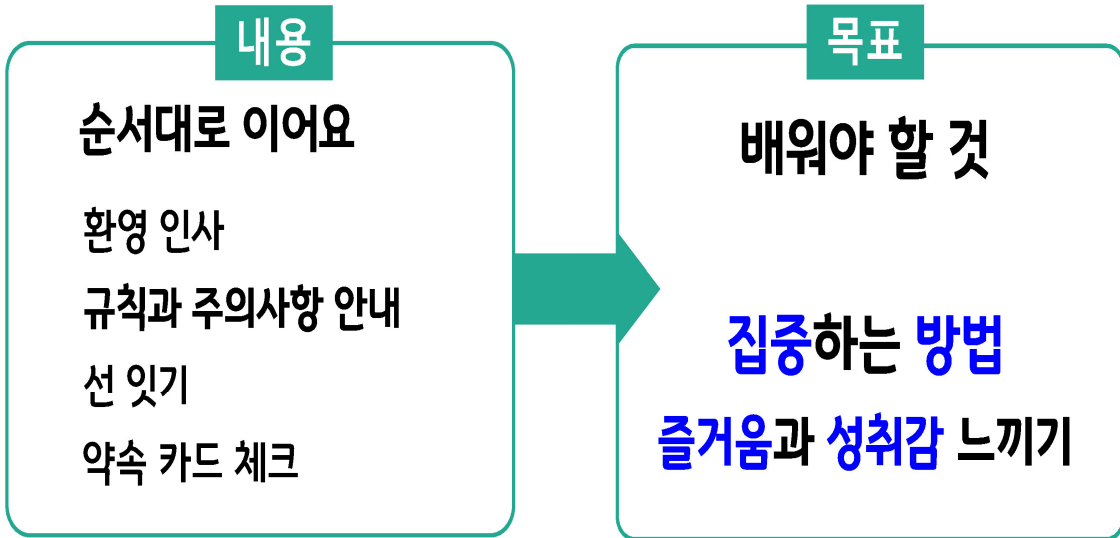 내용
순서대로 이어요
환영 인사
규칙과 주의사항 안내
선 잇기
약속 카드 체크
목표
배워야 할 것
집중하는 방법
즐거움과 성취감 느끼기